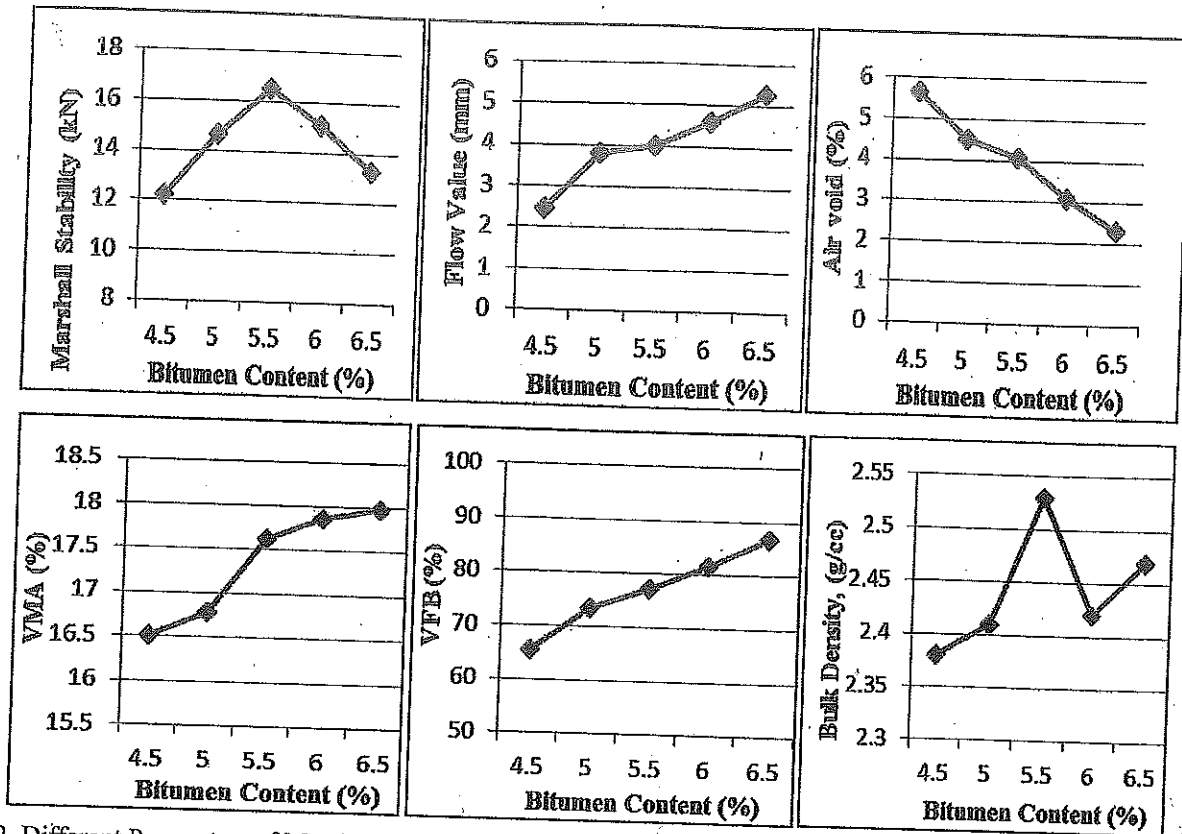 18
16
14
12
10
8
Marshall Stability (kN)
4.5 5 5.5 6 6.5
Bitumen Content (%)
6
5
4
3
2
1
0
Flow Value (mm)
4.5 5 5.5 6 6.5
Bitumen Content (%)
6
5
4
3
2
1
0
Air void (%)
4.5 5 5.5 6 6.5
Bitumen Content (%)
18.5
18
17.5
17
16.5
16
15.5
VMA (%)
4.5 5 5.5 6 6.5
Bitumen Content (%)
100
90
80
70
60
50
VFB (%)
4.5 5 5.5 6 6.5
Bitumen Content (%)
2.55
2.5
2.45
2.4
2.35
2.3
Bulk Density, (g/cc)
4.5 5 5.5 6 6.5
Bitumen Content (%)
2. Different